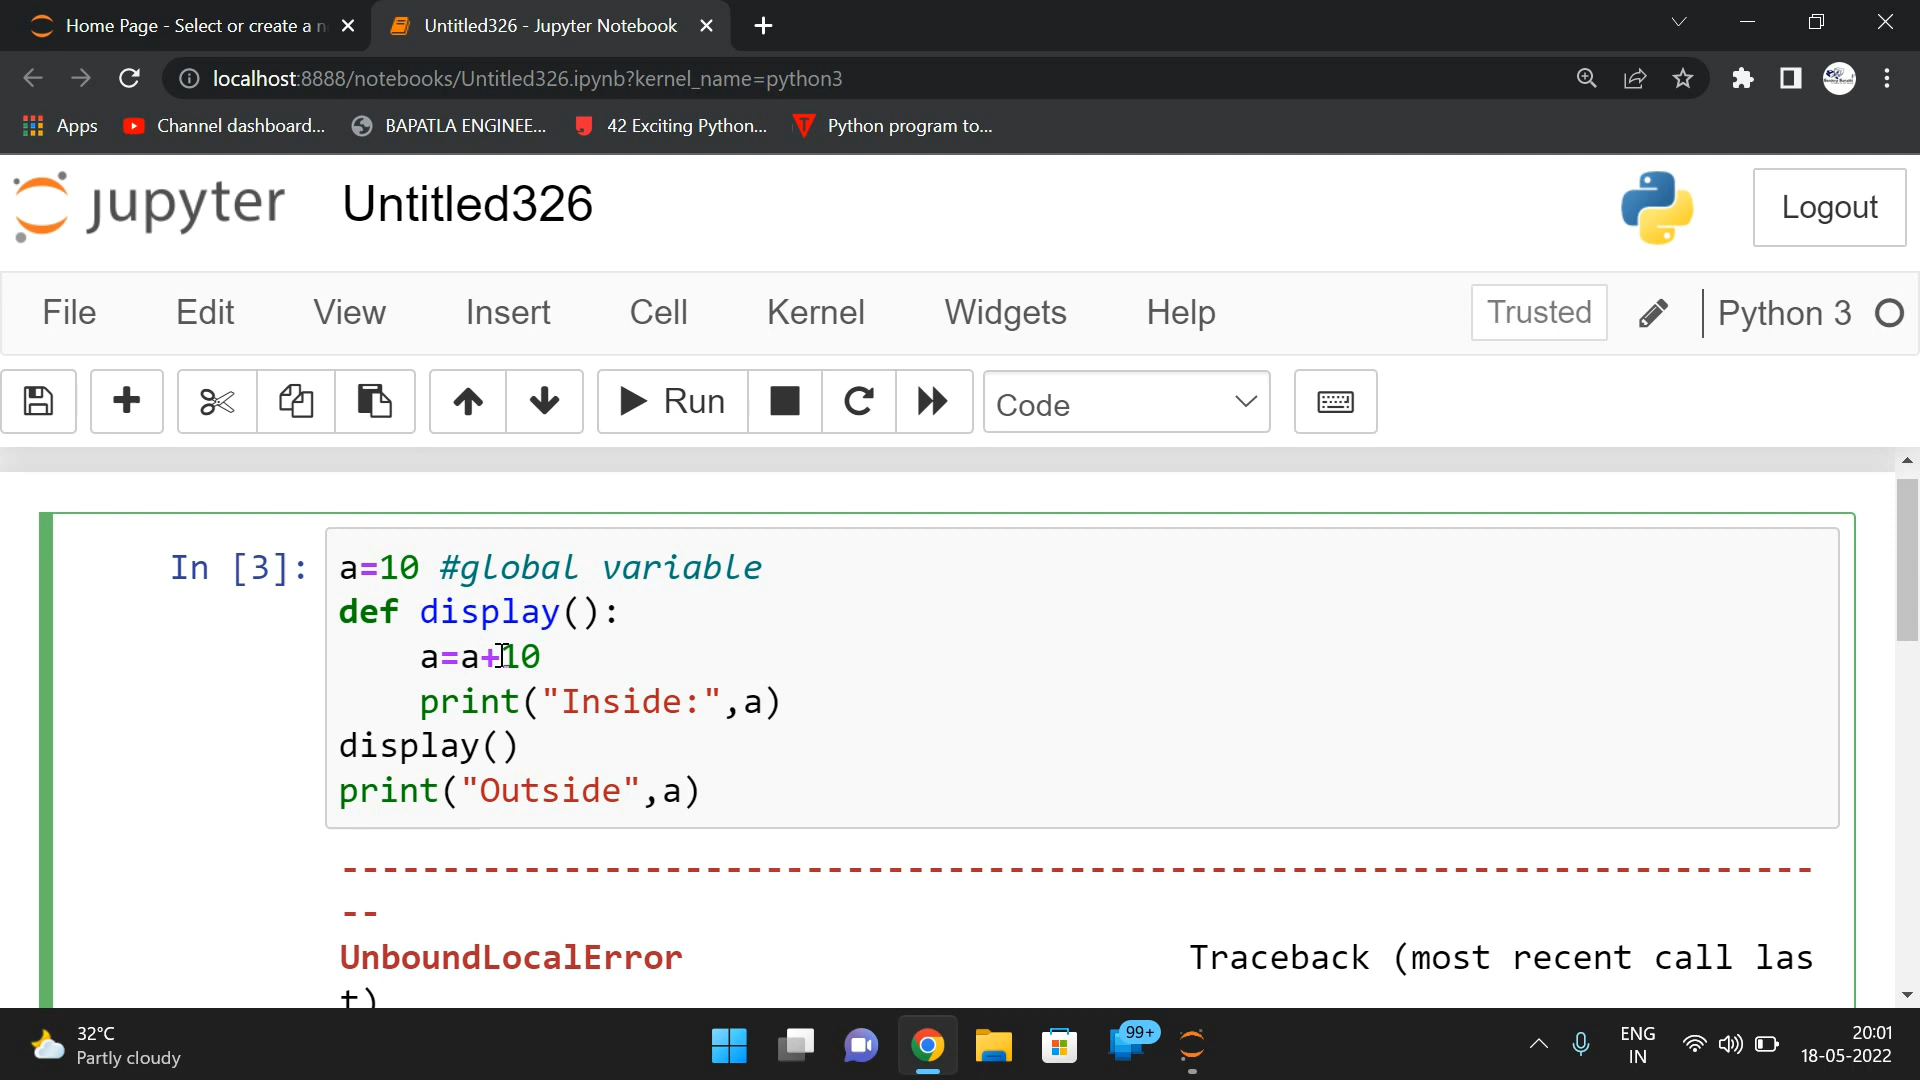 Home Page - Select or create a n
Untitled326 - Jupyter Notebook
localhost:8888/notebooks/Untitled326.ipynb?kernel_name=python3
Apps
Channel dashboard...
BAPATLA ENGINEE...
42 Exciting Python...
Python program to...
jupyter
Untitled326
Logout
File Edit View Insert Cell Kernel Widgets Help
Trusted
Python 3
Run
Code
In [3]:
a=10 #global variable
def display():
    a=a+10
    print("Inside:",a)
display()
print("Outside",a)
---------------------------------------------------------------------------
UnboundLocalError Traceback (most recent call las
t)
32°C
Partly cloudy
99+
ENG
IN
20:01
18-05-2022